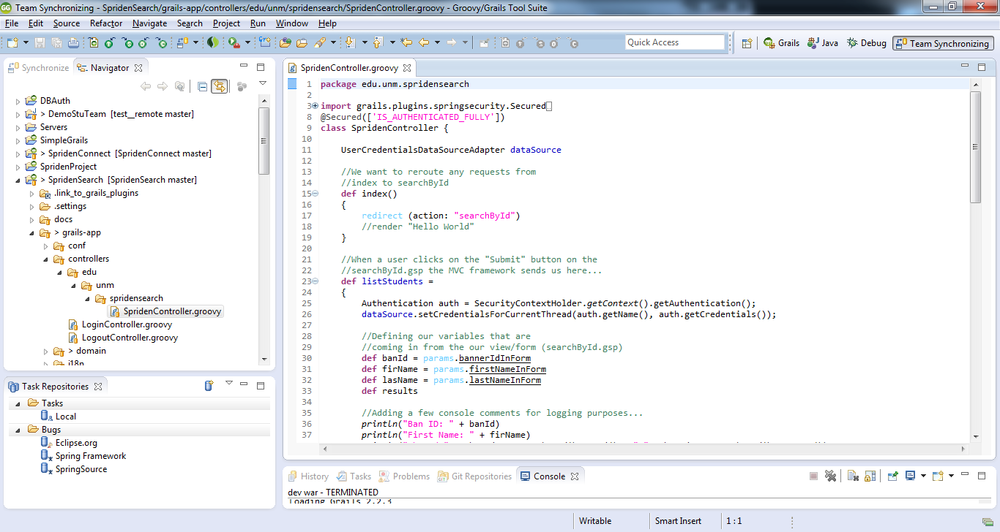 Team Synchronizing - SpridenSearch/grails-app/controllers/edu/unm/spridensearch/SpridenController.groovy - Groovy/Grails Tool Suite
File Edit Source Refactor Navigate Search Project Run Window Help
Quick Access
Grails Java Debug Team Synchronizing
Synchronize Navigator
DBAuth
> DemoStuTeam [test_remote master]
Servers
SimpleGrails
> SpridenConnect [SpridenConnect master]
SpridenProject
> SpridenSearch [SpridenSearch master]
.link_to_grails_plugins
.settings
docs
> grails-app
conf
controllers
edu
unm
spridensearch
SpridenController.groovy
LoginController.groovy
LogoutController.groovy
> domain
i18n
Task Repositories
Tasks
Local
Bugs
Eclipse.org
Spring Framework
SpringSource
SpridenController.groovy
1 package edu.unm.spridensearch
2
3 import grails.plugins.springsecurity.Secured
8 @Secured(['IS_AUTHENTICATED_FULLY'])
9 class SpridenController {
10
11 UserCredentialsDataSourceAdapter dataSource
12
13 //We want to reroute any requests from
14 //index to searchById
15 def index()
16 {
17 redirect (action: "searchById")
18 //render "Hello World"
19 }
20
21 //When a user clicks on the "Submit" button on the
22 //searchById.gsp the MVC framework sends us here...
23 def listStudents =
24 {
25 Authentication auth = SecurityContextHolder.getContext().getAuthentication();
26 dataSource.setCredentialsForCurrentThread(auth.getName(), auth.getCredentials());
27
28 //Defining our variables that are
29 //coming in from the our view/form (searchById.gsp)
30 def banId = params.bannerIdInForm
31 def firName = params.firstNameInForm
32 def lasName = params.lastNameInForm
33 def results
34
35 //Adding a few console comments for logging purposes...
36 println("Ban ID: " + banId)
37 println("First Name: " + firName)
History Tasks Problems Git Repositories Console
dev war - TERMINATED
Loading Grails 2.2.3
Writable Smart Insert 1 : 1